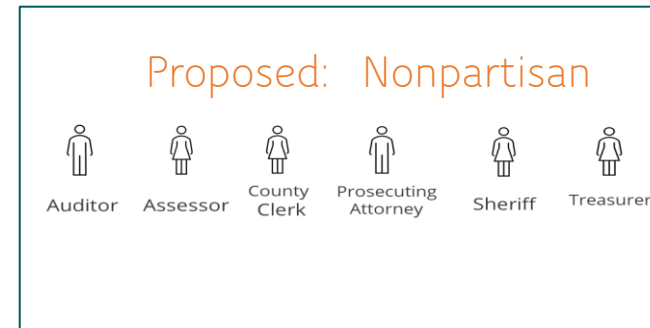 Proposed: Nonpartisan
Auditor
Assessor
County
Clerk
Prosecuting
Attorney
Sheriff
Treasurer